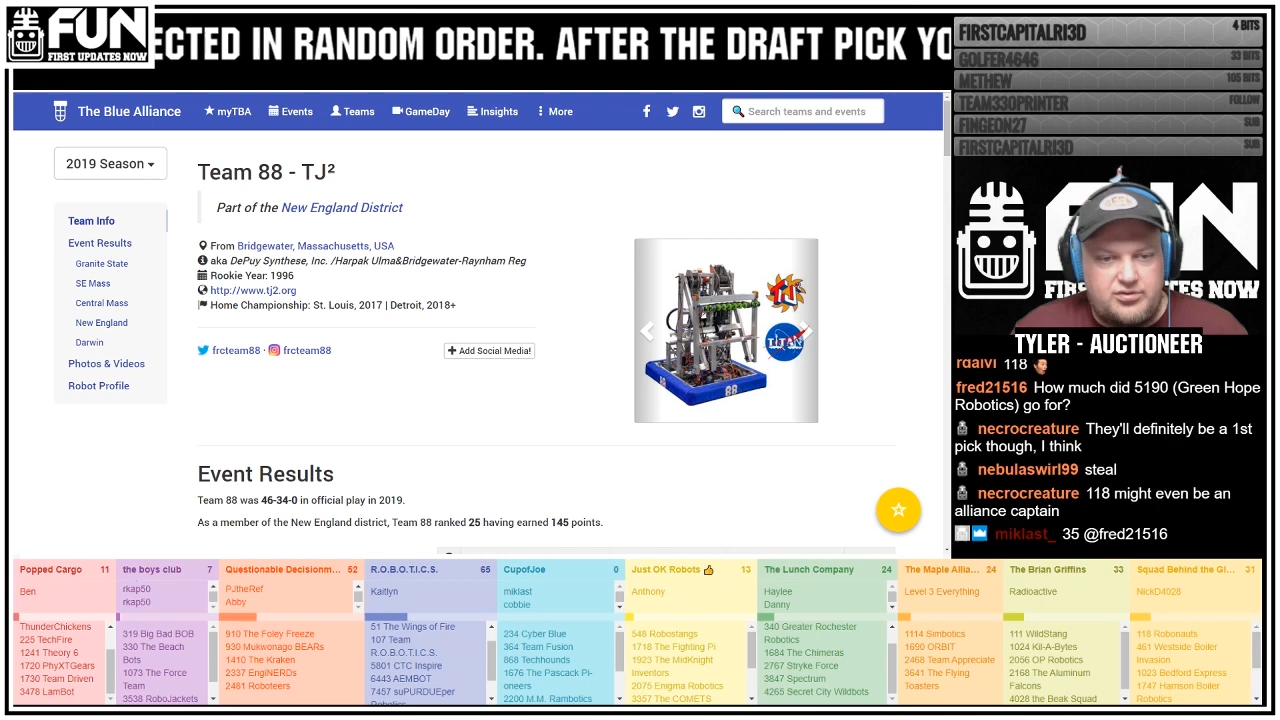 FUN
FIRST UPDATES NOW
ECTED IN RANDOM ORDER. AFTER THE DRAFT PICK YO
The Blue Alliance
myTBA
Events
Teams
GameDay
Insights
More
Search teams and events
2019 Season
Team Info
Event Results
Granite State
SE Mass
Central Mass
New England
Darwin
Photos & Videos
Robot Profile
Team 88 - TJ²
Part of the New England District
From Bridgewater, Massachusetts, USA
aka DePuy Synthese, Inc. /Harpak Ulma&Bridgewater-Raynham Reg
Rookie Year: 1996
http://www.tj2.org
Home Championship: St. Louis, 2017 | Detroit, 2018+
frcteam88 · frcteam88
Add Social Media!
88
Event Results
Team 88 was 46-34-0 in official play in 2019.
As a member of the New England district, Team 88 ranked 25 having earned 145 points.
FIRSTCAPITALRI3D 4 BITS
GOLFER4646 33 BITS
METHEW 105 BITS
TEAM330PRINTER FOLLOW
FINGEON27 SUB
FIRSTCAPITALRI3D SUB
TYLER - AUCTIONEER
rdalvi 118
fred21516 How much did 5190 (Green Hope
Robotics) go for?
necrocreature They'll definitely be a 1st
pick though, I think
nebulaswirl99 steal
necrocreature 118 might even be an
alliance captain
miklast_ 35 @fred21516
Popped Cargo 11
Ben
ThunderChickens
225 TechFire
1241 Theory 6
1720 PhyXTGears
1730 Team Driven
3478 LamBot
the boys club 7
rkap50
rkap50
319 Big Bad BOB
330 The Beach
Bots
1073 The Force
Team
3538 RoboJackets
Questionable Decisionm... 52
PJtheRef
Abby
910 The Foley Freeze
930 Mukwonago BEARs
1410 The Kraken
2337 EngiNERDs
2481 Roboteers
R.O.B.O.T.I.C.S. 65
Kaitlyn
51 The Wings of Fire
107 Team
R.O.B.O.T.I.C.S.
5801 CTC Inspire
6443 AEMBOT
7457 suPURDUEper
Robotics
CupofJoe 0
miklast
cobbie
234 Cyber Blue
364 Team Fusion
868 Techhounds
1676 The Pascack Pi-
oneers
2200 M.M. Rambotics
Just OK Robots 13
Anthony
548 Robostangs
1718 The Fighting Pi
1923 The MidKnight
Inventors
2075 Enigma Robotics
3357 The COMETS
The Lunch Company 24
Haylee
Danny
340 Greater Rochester
Robotics
1684 The Chimeras
2767 Stryke Force
3847 Spectrum
4265 Secret City Wildbots
The Maple Allia... 24
Level 3 Everything
1114 Simbotics
1690 ORBIT
2468 Team Appreciate
3641 The Flying
Toasters
The Brian Griffins 33
Radioactive
111 WildStang
1024 Kil-A-Bytes
2056 OP Robotics
2168 The Aluminum
Falcons
4028 the Beak Squad
Squad Behind the Gl... 31
NickD4028
118 Robonauts
461 Westside Boiler
Invasion
1023 Bedford Express
1747 Harrison Boiler
Robotics